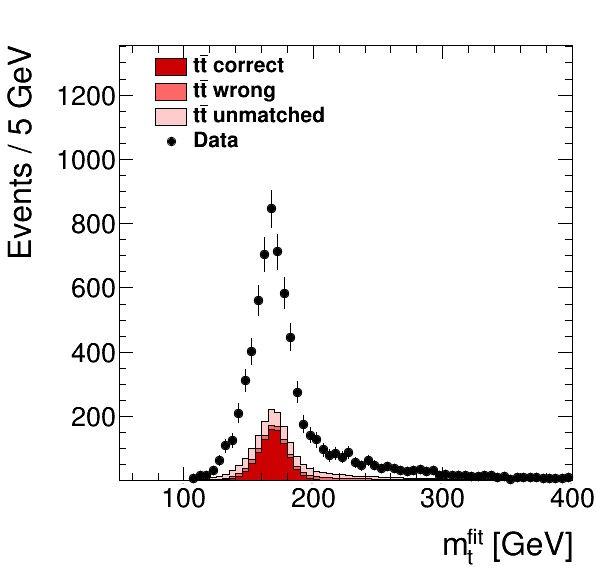 Events / 5 GeV
tt̄ correct
tt̄ wrong
tt̄ unmatched
Data
1200
1000
800
600
400
200
100 200 300 400
m_t^fit [GeV]